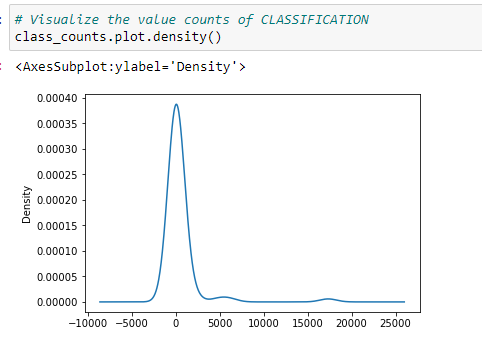 # Visualize the value counts of CLASSIFICATION
class_counts.plot.density()
<AxesSubplot:ylabel='Density'>
0.00040
0.00035
0.00030
0.00025
0.00020
0.00015
0.00010
0.00005
0.00000
Density
−10000 −5000 0 5000 10000 15000 20000 25000